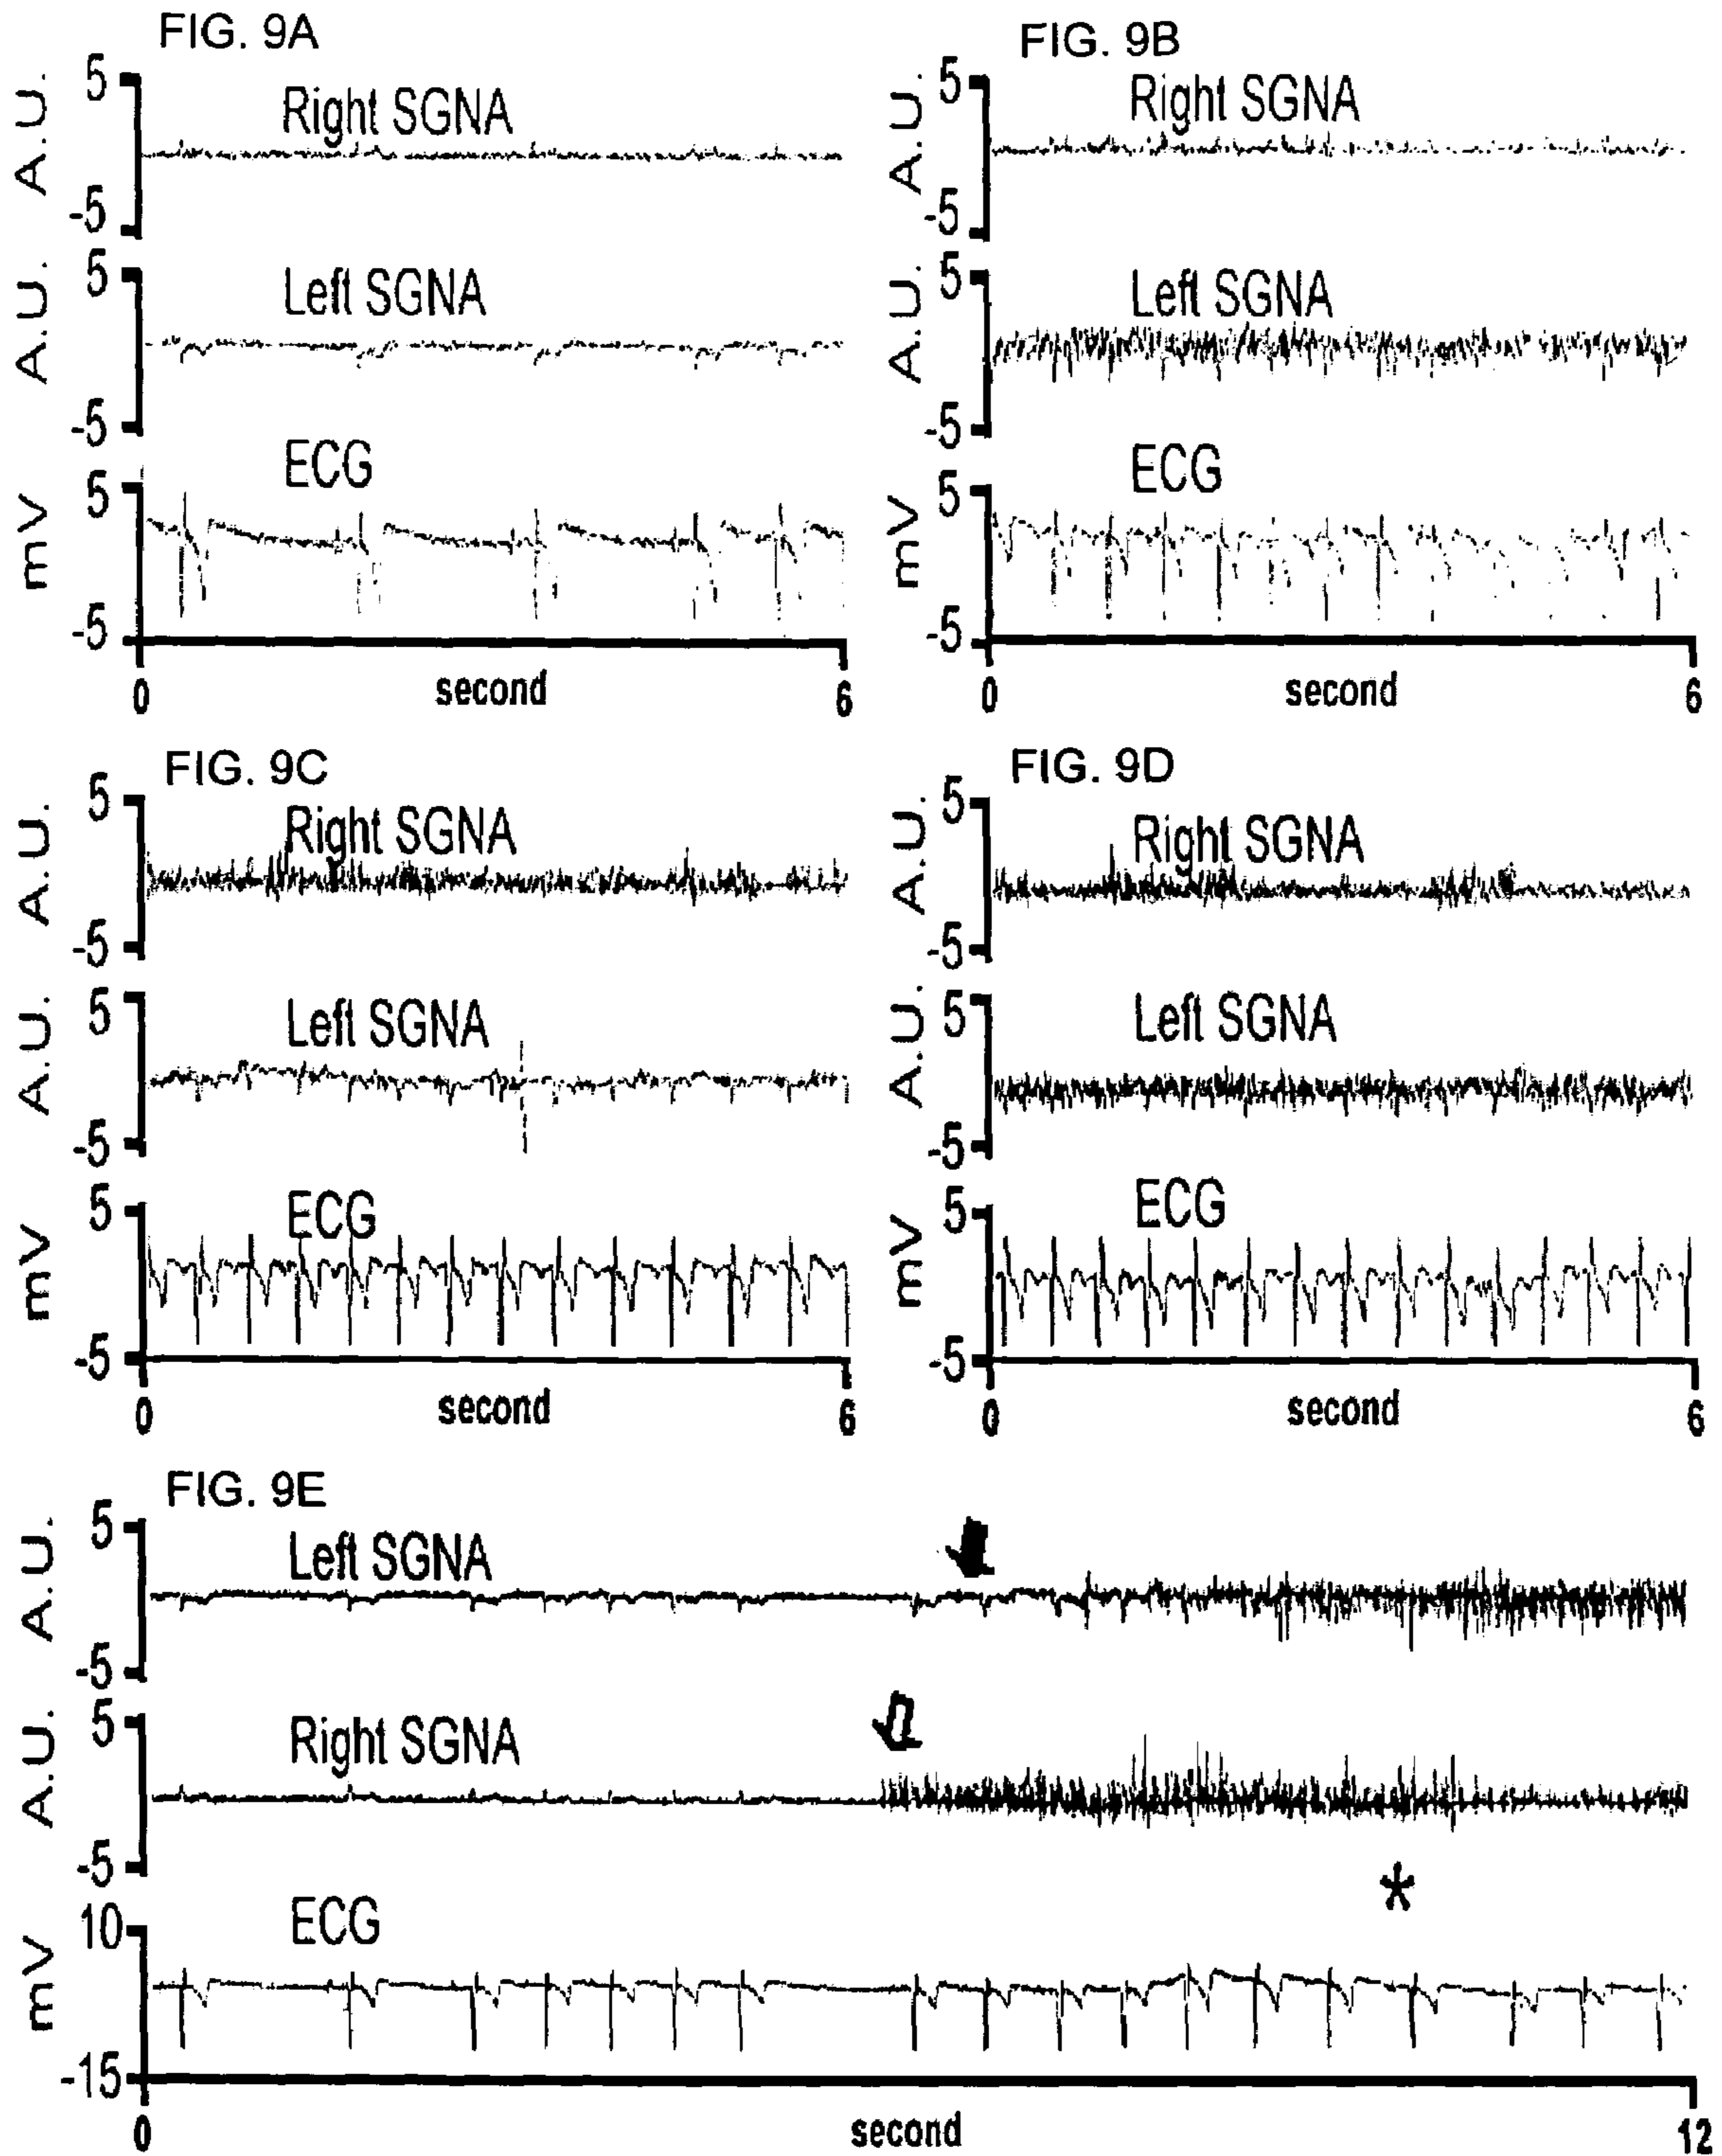 FIG. 9A
5
Right SGNA
A.U.
-5
5
Left SGNA
A.U.
-5
ECG
5
mV
-5
0
second
6
FIG. 9B
5
Right SGNA
A.U.
-5
5
Left SGNA
A.U.
-5
ECG
5
mV
-5
0
second
6
FIG. 9C
5
Right SGNA
A.U.
-5
5
Left SGNA
A.U.
-5
5
ECG
mV
-5
0
second
6
FIG. 9D
5
Right SGNA
A.U.
-5
5
Left SGNA
A.U.
-5
5
ECG
mV
-5
0
second
6
FIG. 9E
5
Left SGNA
A.U.
-5
5
Right SGNA
A.U.
-5
*
10
ECG
mV
-15
0
second
12